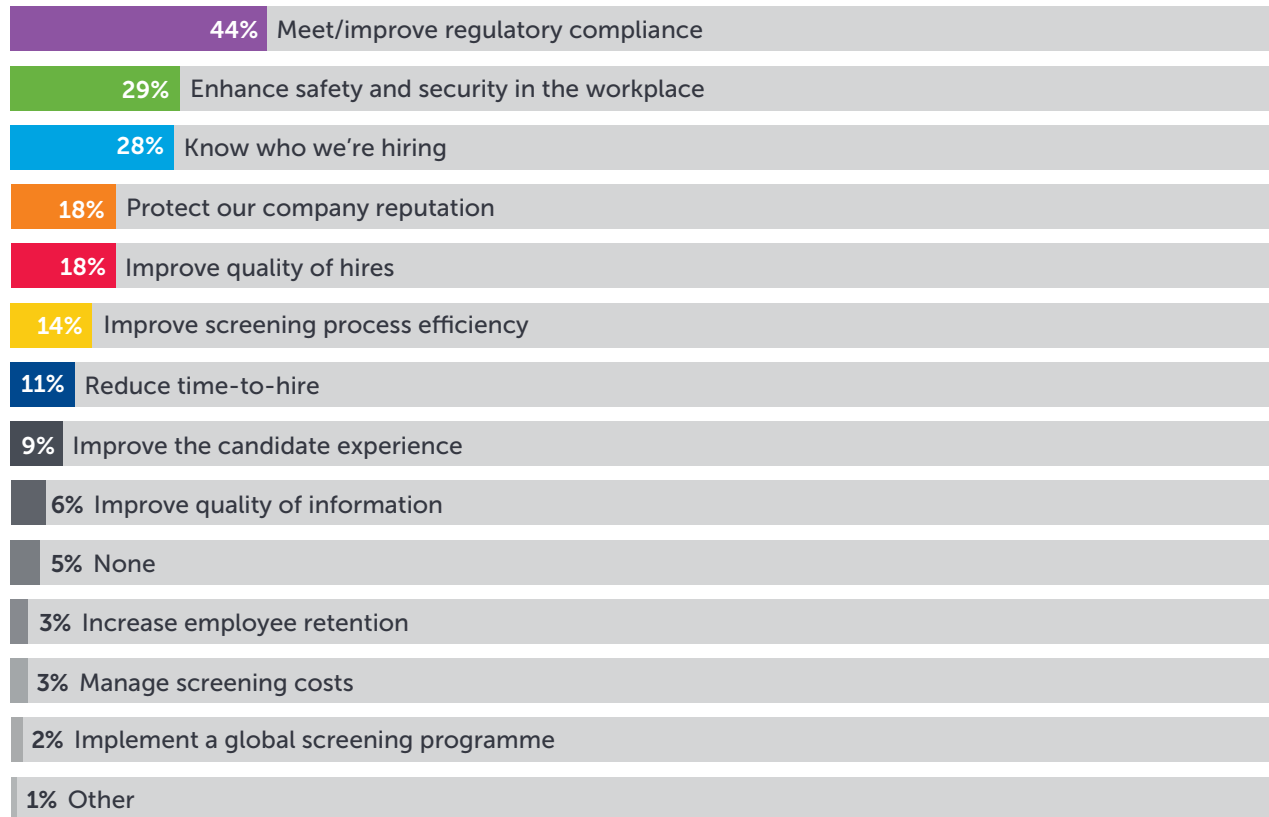 44% Meet/improve regulatory compliance
29% Enhance safety and security in the workplace
28% Know who we’re hiring
18% Protect our company reputation
18% Improve quality of hires
14% Improve screening process efficiency
11% Reduce time-to-hire
9% Improve the candidate experience
6% Improve quality of information
5% None
3% Increase employee retention
3% Manage screening costs
2% Implement a global screening programme
1% Other